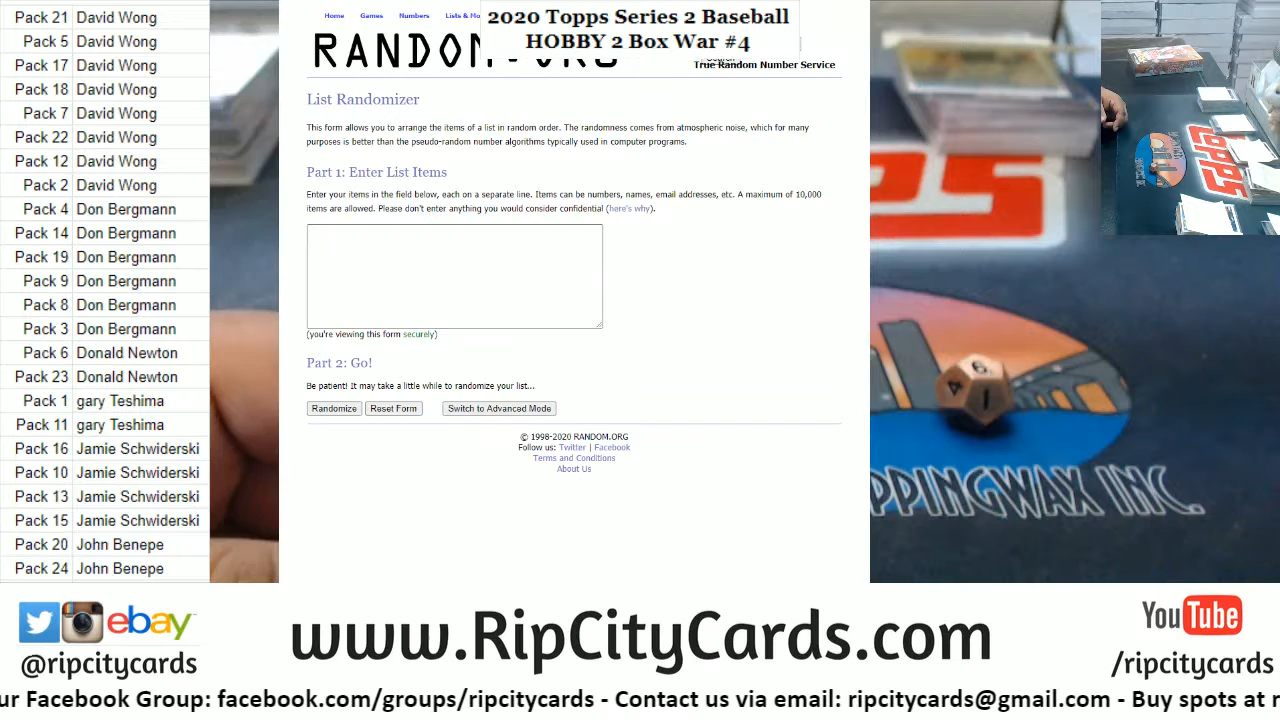 Pack 21 David Wong
Pack 5 David Wong
Pack 17 David Wong
Pack 18 David Wong
Pack 7 David Wong
Pack 22 David Wong
Pack 12 David Wong
Pack 2 David Wong
Pack 4 Don Bergmann
Pack 14 Don Bergmann
Pack 19 Don Bergmann
Pack 9 Don Bergmann
Pack 8 Don Bergmann
Pack 3 Don Bergmann
Pack 6 Donald Newton
Pack 23 Donald Newton
Pack 1 gary Teshima
Pack 11 gary Teshima
Pack 16 Jamie Schwiderski
Pack 10 Jamie Schwiderski
Pack 13 Jamie Schwiderski
Pack 15 Jamie Schwiderski
Pack 20 John Benepe
Pack 24 John Benepe
Home Games Numbers Lists & Mo
2020 Topps Series 2 Baseball
HOBBY 2 Box War #4
RANDOM.ORG
True Random Number Service
List Randomizer
This form allows you to arrange the items of a list in random order. The randomness comes from atmospheric noise, which for many
purposes is better than the pseudo-random number algorithms typically used in computer programs.
Part 1: Enter List Items
Enter your items in the field below, each on a separate line. Items can be numbers, names, email addresses, etc. A maximum of 10,000
items are allowed. Please don't enter anything you would consider confidential (here's why).
(you're viewing this form securely)
Part 2: Go!
Be patient! It may take a little while to randomize your list...
Randomize Reset Form Switch to Advanced Mode
© 1998-2020 RANDOM.ORG
Follow us: Twitter | Facebook
Terms and Conditions
About Us
TOPPS
6
4 1
PPINGWAX INC.
ebay
@ripcitycards
www.RipCityCards.com
YouTube
/ripcitycards
ur Facebook Group: facebook.com/groups/ripcitycards - Contact us via email: ripcitycards@gmail.com - Buy spots at r